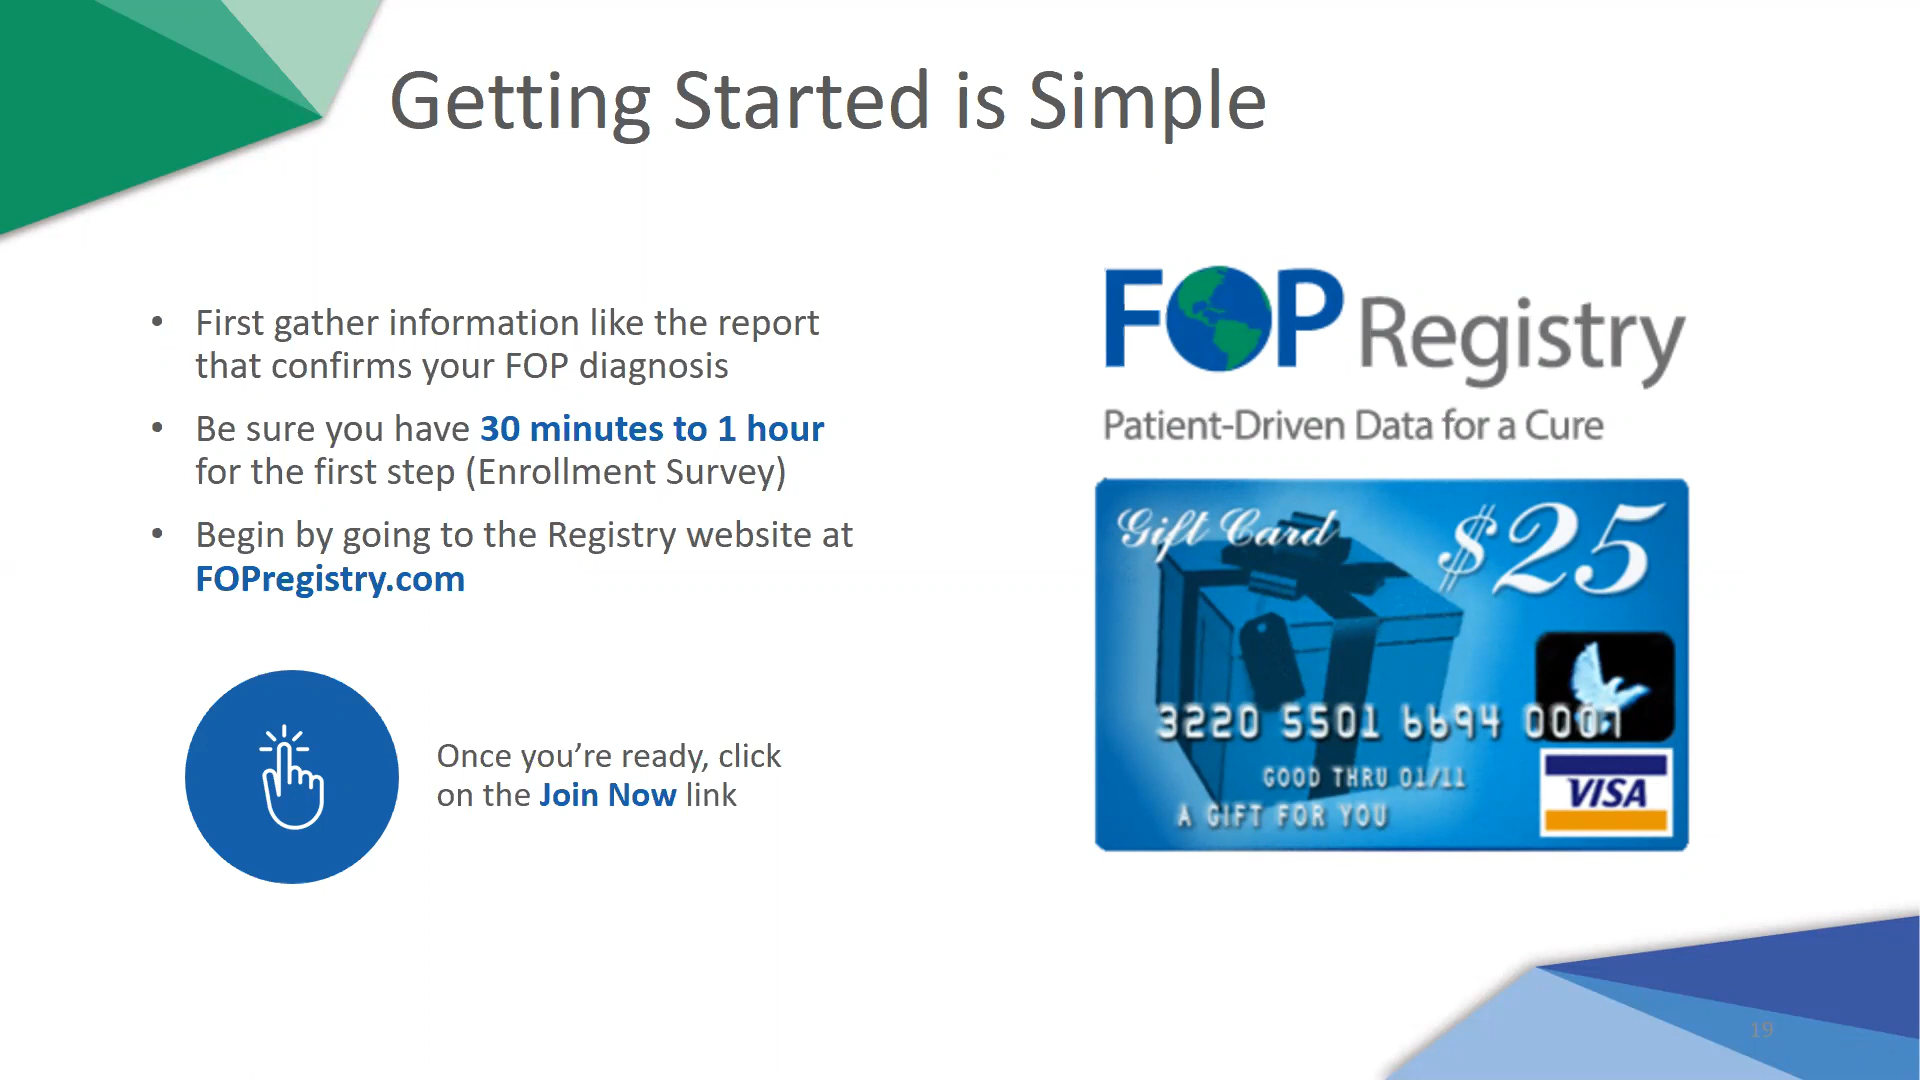 Getting Started is Simple
• First gather information like the report
that confirms your FOP diagnosis
• Be sure you have 30 minutes to 1 hour
for the first step (Enrollment Survey)
• Begin by going to the Registry website at
FOPregistry.com
Once you’re ready, click
on the Join Now link
FOP Registry
Patient-Driven Data for a Cure
Gift Card $25
3220 5501 6694 0007
GOOD THRU 01/11
A GIFT FOR YOU
VISA
19